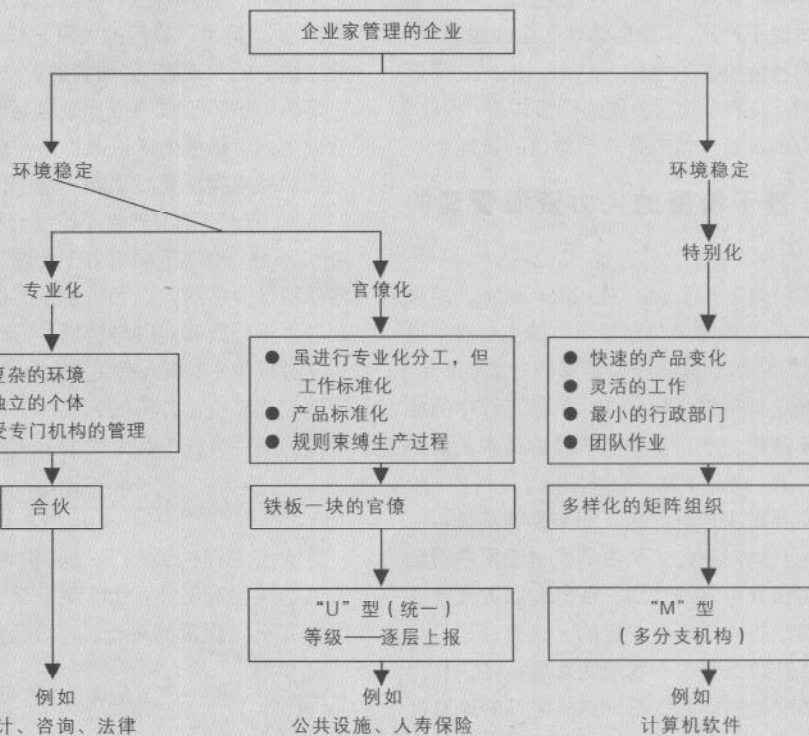 企业家管理的企业
环境稳定
环境稳定
特别化
专业化
官僚化
复杂的环境
独立的个体
受专门机构的管理
● 虽进行专业化分工，但
工作标准化
● 产品标准化
● 规则束缚生产过程
● 快速的产品变化
● 灵活的工作
● 最小的行政部门
● 团队作业
合伙
铁板一块的官僚
多样化的矩阵组织
“U”型（统一）
等级——逐层上报
“M”型
（多分支机构）
例如
计、咨询、法律
例如
公共设施、人寿保险
例如
计算机软件